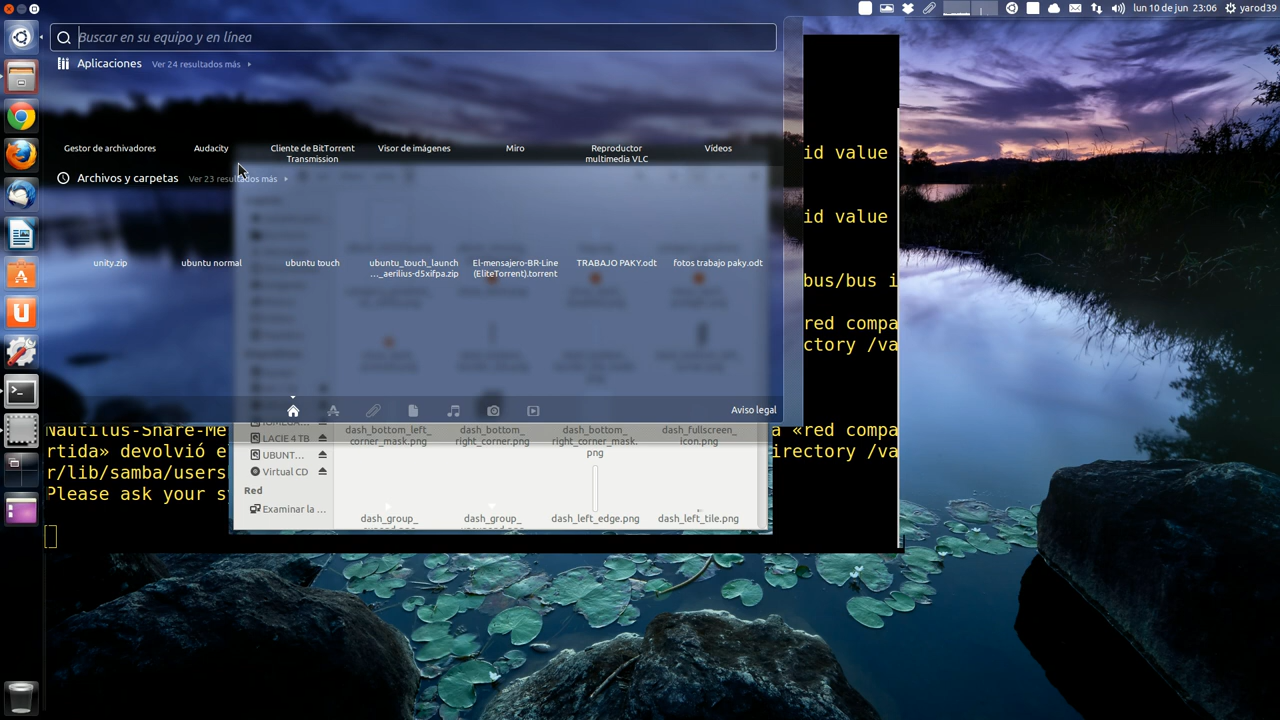 lun 10 de jun 23:06 yarod39
Buscar en su equipo y en línea
Aplicaciones Ver 24 resultados más
Gestor de archivadores Audacity Cliente de BitTorrent Visor de imágenes Miro Reproductor Vídeos
Transmission multimedia VLC
id value
Archivos y carpetas Ver 23 resultados más
id value
unity.zip ubuntu normal ubuntu touch ubuntu_touch_launch El-mensajero-BR-Line TRABAJO PAKY.odt fotos trabajo paky.odt
…_aerilius-d5xifpa.zip (EliteTorrent).torrent
bus/bus i
red compa
ctory /va
Aviso legal
Nautilus-Share-Me
dash_bottom_left_ dash_bottom_ dash_bottom_ dash_fullscreen_
a «red compa
LACIE 4TB corner_mask.png right_corner.png right_corner_mask. icon.png
png
rtida» devolvió e
irectory /va
UBUNT…
r/lib/samba/users
Virtual CD
Please ask your s
Red
Examinar la …
dash_group_ dash_group_ dash_left_edge.png dash_left_tile.png